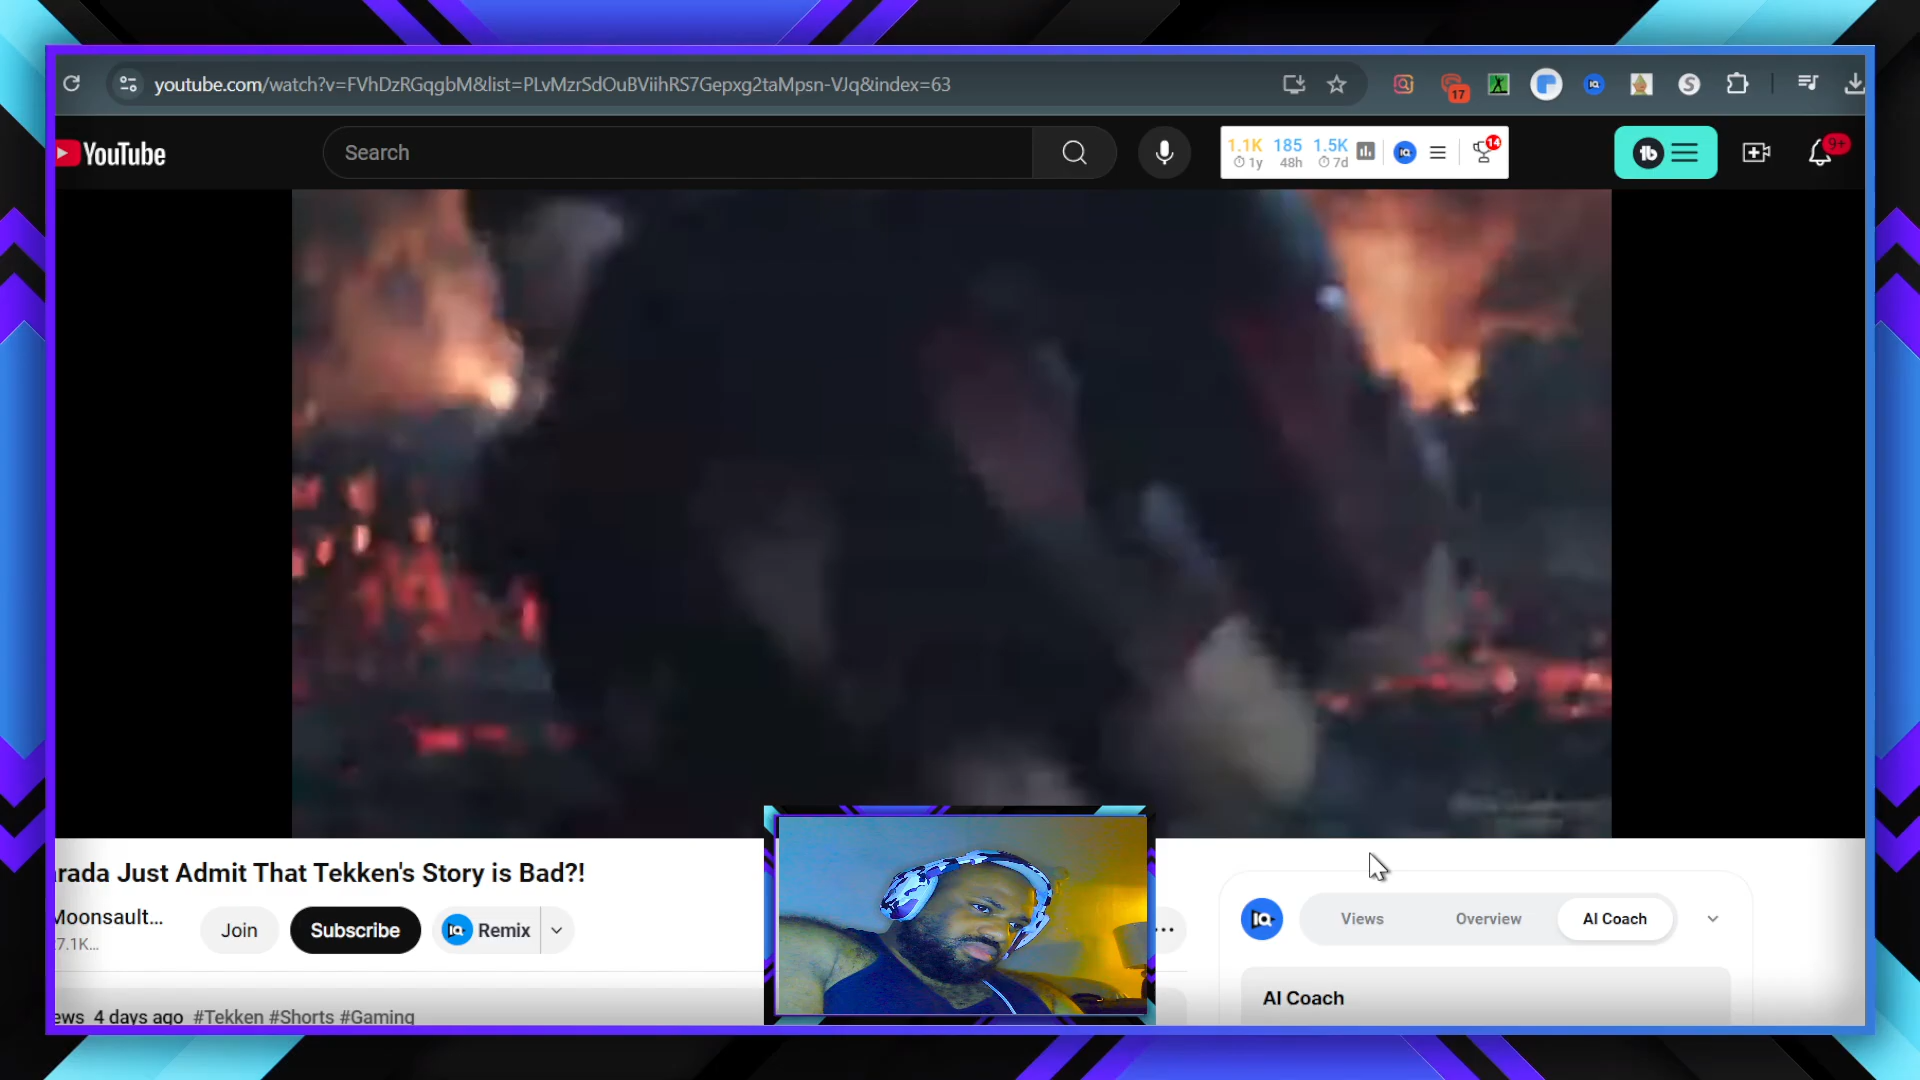 youtube.com/watch?v=FVhDzRGqgbM&list=PLvMzrSdOuBViihRS7Gepxg2taMpsn-VJq&index=63
17
YouTube
Search
1.1K 185 1.5K
1y 48h 7d
14
9+
rada Just Admit That Tekken's Story is Bad?!
Moonsault...
7.1K...
Join
Subscribe
Remix
Views
Overview
AI Coach
AI Coach
ews 4 days ago #Tekken #Shorts #Gaming